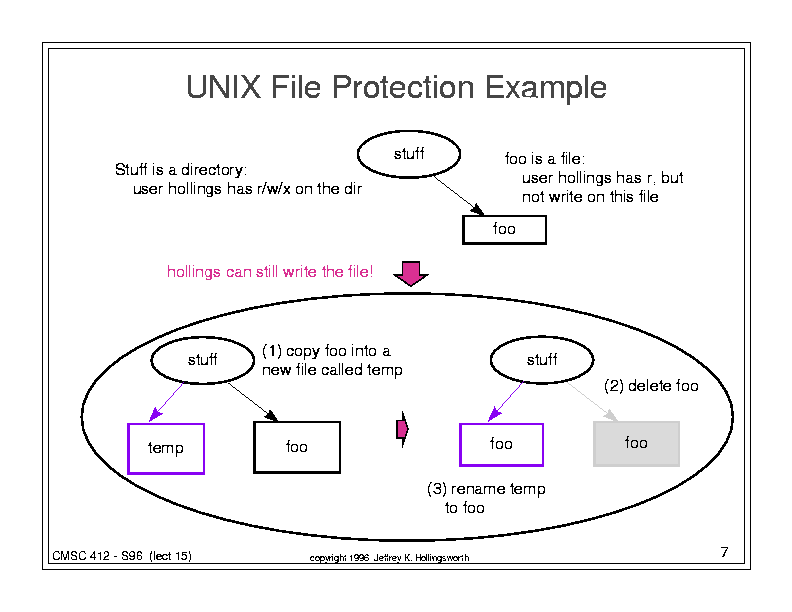 UNIX File Protection Example
stuff
Stuff is a directory:
user hollings has r/w/x on the dir
foo is a file:
user hollings has r, but
not write on this file
foo
hollings can still write the file!
stuff
(1) copy foo into a
new file called temp
temp
foo
stuff
(2) delete foo
foo
foo
(3) rename temp
to foo
CMSC 412 - S96 (lect 15)
copyright 1996 Jeffrey K. Hollingsworth
7